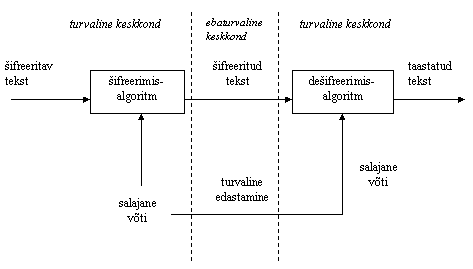 turvaline keskkond
ebaturvaline
keskkond
turvaline keskkond
šifreeritav
tekst
šifreerimis-
algoritm
šifreeritud
tekst
dešifreerimis-
algoritm
taastatud
tekst
salajane
võti
turvaline
edastamine
salajane
võti